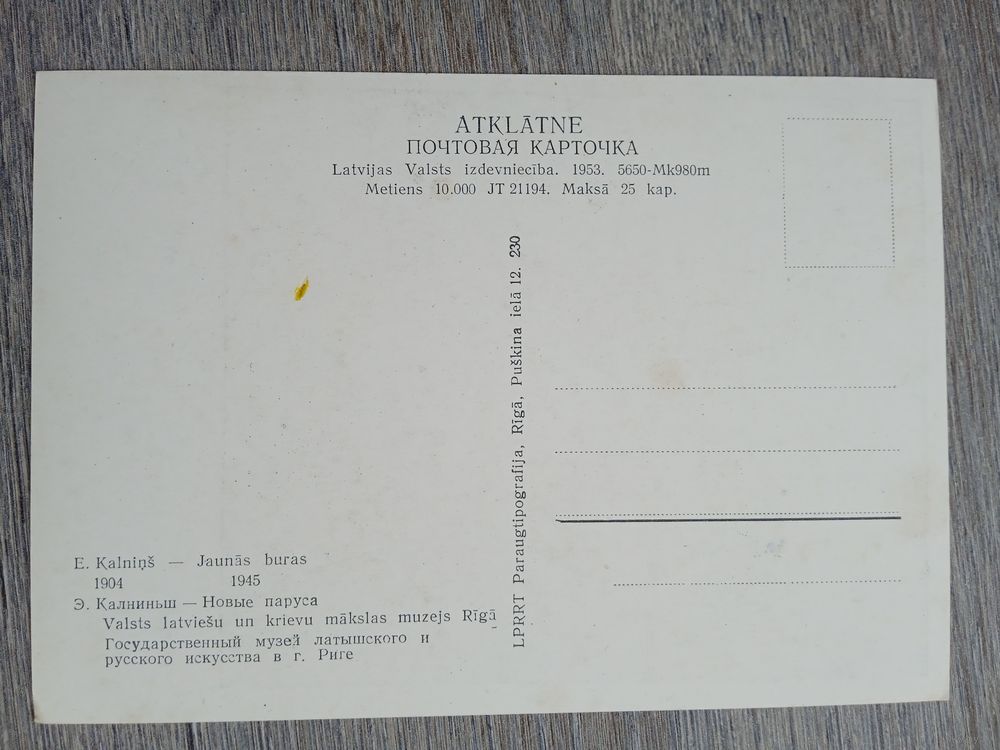 ATKLĀTNE
ПОЧТОВАЯ КАРТОЧКА
Latvijas Valsts izdevniecība. 1953. 5650-Mk980m
Metiens 10.000 JT 21194. Maksā 25 kap.
LPRRT Paraugtipografija, Rīgā, Puškina ielā 12. 230
E. Kalniņš — Jaunās buras
1904 1945
Э. Калниньш — Новые паруса
Valsts latviešu un krievu mākslas muzejs Rīgā
Государственный музей латышского и
русского искусства в г. Риге